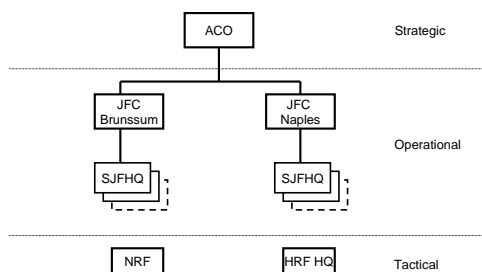 ACO
Strategic
JFC
Brunssum
JFC
Naples
Operational
SJFHQ
SJFHQ
NRF
HRF HQ
Tactical